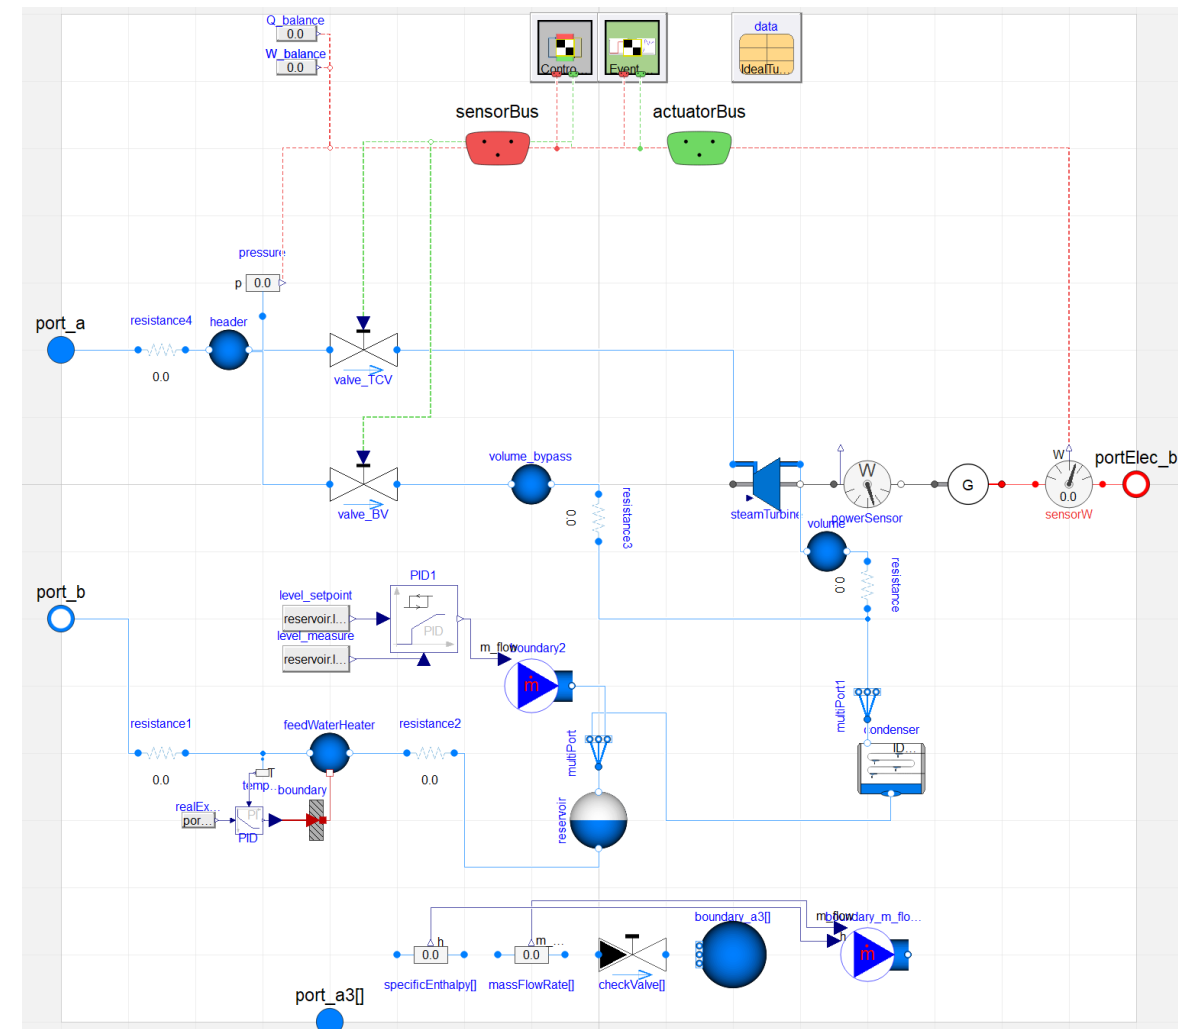 Q_balance
0.0
W_balance
0.0
Contro...
Event...
data
IdealTu...
sensorBus
actuatorBus
pressure
p
0.0
port_a
resistance4
0.0
header
valve_TCV
volume_bypass
valve_BV
0.0
resistance3
steamTurbine
W
powerSensor
G
W
0.0
sensorW
portElec_b
volume
0.0
resistance
port_b
PID1
PID
level_setpoint
reservoir.l...
level_measure
reservoir.l...
m_flow
boundary2
ṁ
multiPort1
condenser
ID...
resistance1
0.0
feedWaterHeater
resistance2
0.0
multiPort
reservoir
T
temp...
boundary
realEx...
por...
PI
PID
h
0.0
specificEnthalpy[]
m_...
0.0
massFlowRate[]
checkValve[]
boundary_a3[]
m_flow
h
boundary_m_flo...
ṁ
port_a3[]